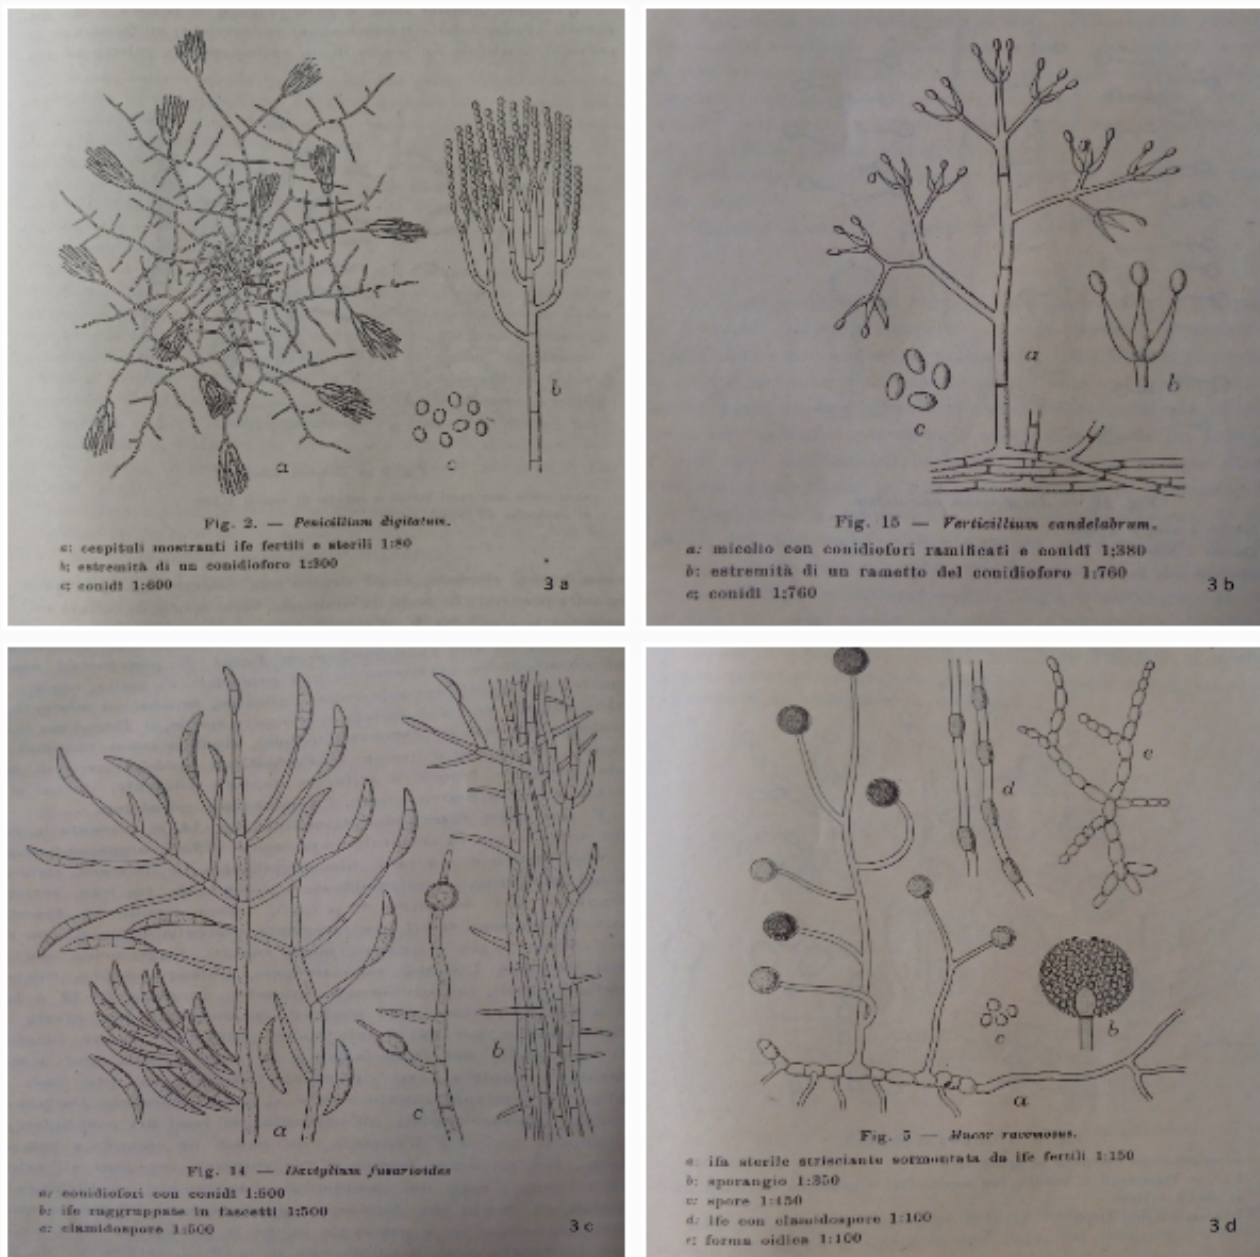 a
b
c
Fig. 2. — Penicillium digitatum.
a: cespituli mostranti ife fertili e sterili 1:80
b: estremità di un conidioforo 1:300
c: conidî 1:600
3 a
a
b
c
Fig. 15 — Verticillium candelabrum.
a: micelio con conidiofori ramificati e conidî 1:380
b: estremità di un rametto del conidioforo 1:760
c: conidî 1:760
3 b
a
b
c
Fig. 14 — Dactylium fusarioides
a: conidiofori con conidî 1:500
b: ife raggruppate in fascetti 1:500
c: clamidospore 1:500
3 c
d
e
c
b
a
Fig. 5 — Mucor racemosus.
a: ifa sterile strisciante sormontata da ife fertili 1:150
b: sporangio 1:350
c: spore 1:450
d: ife con clamidospore 1:100
e: forma oidica 1:100
3 d